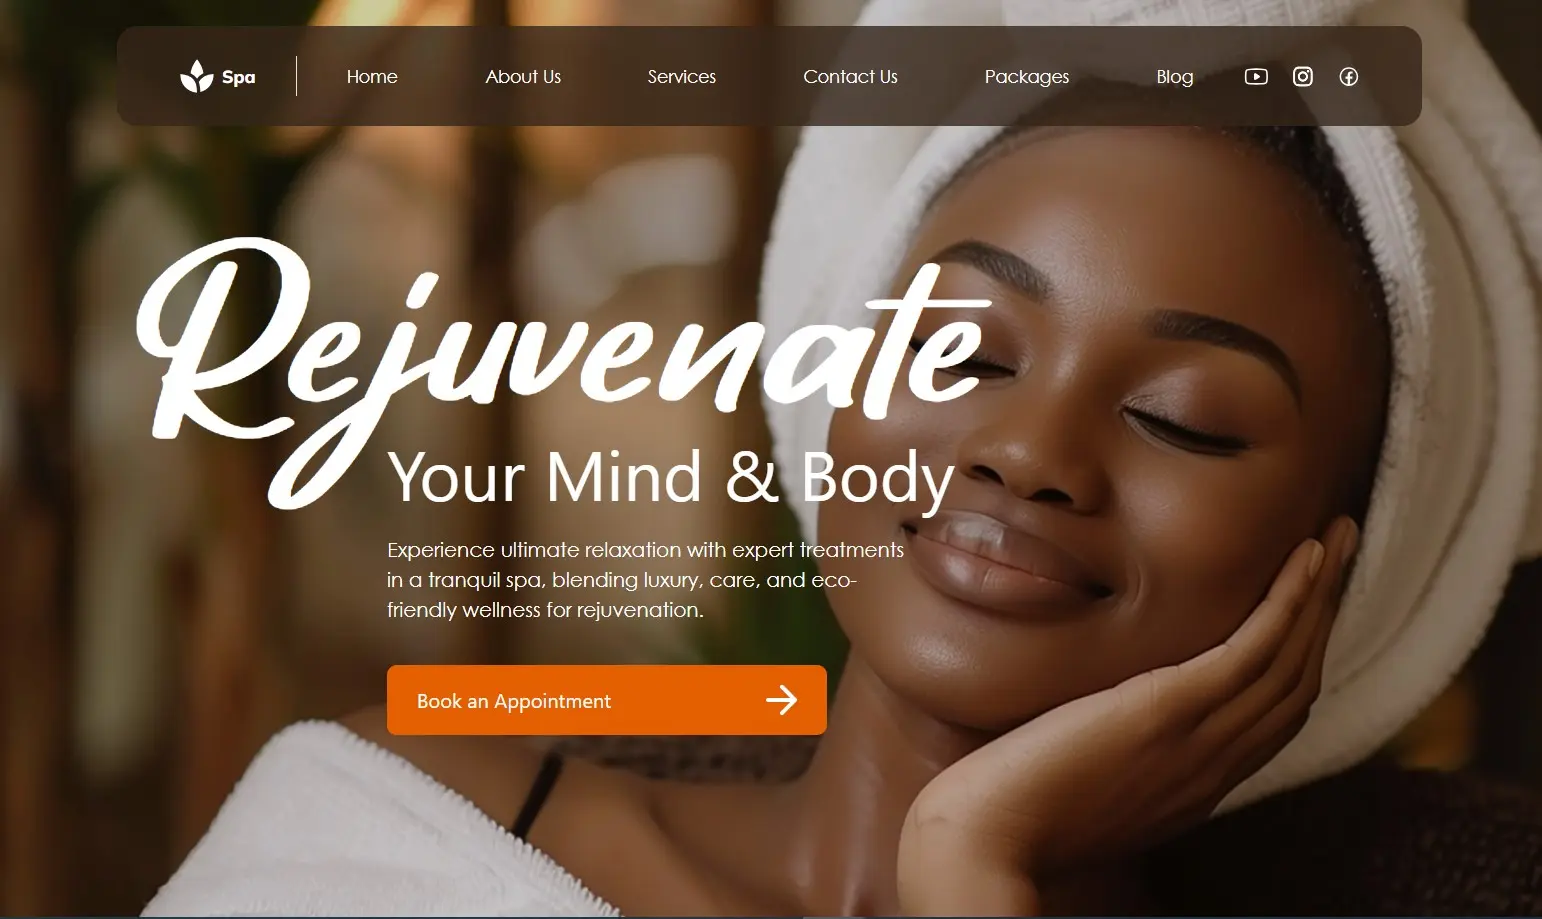 Spa
Home
About Us
Services
Contact Us
Packages
Blog
Rejuvenate
Your Mind & Body
Experience ultimate relaxation with expert treatments
in a tranquil spa, blending luxury, care, and eco-
friendly wellness for rejuvenation.
Book an Appointment